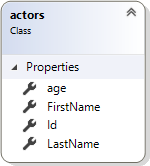 actors
Class
Properties
age
FirstName
Id
LastName